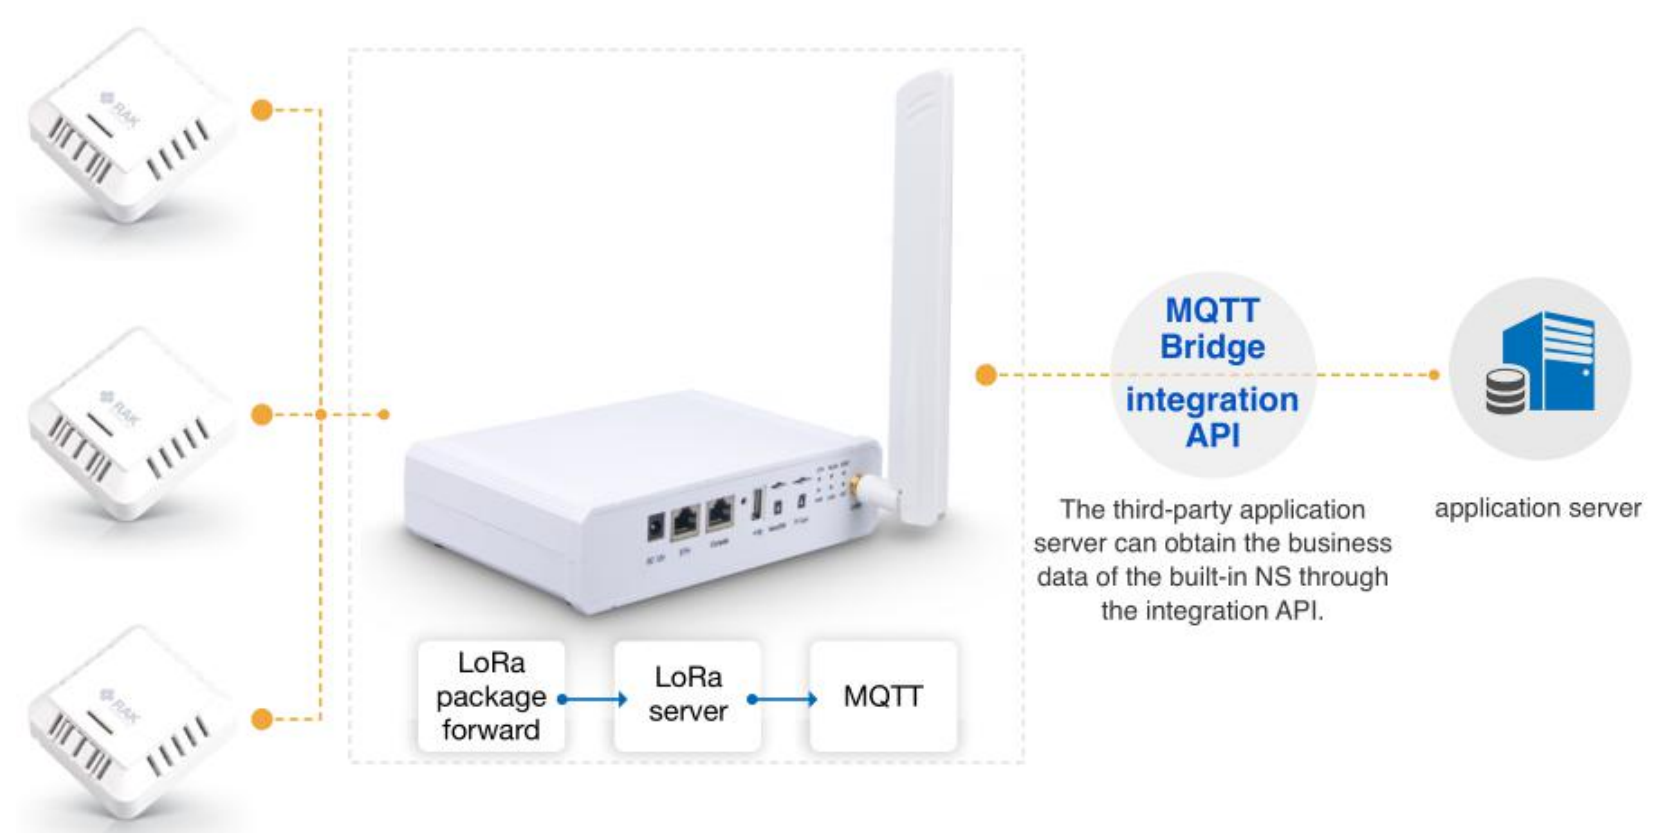 RAK
RAK
RAK
LoRa
package
forward
LoRa
server
MQTT
MQTT
Bridge
integration
API
The third-party application
server can obtain the business
data of the built-in NS through
the integration API.
application server